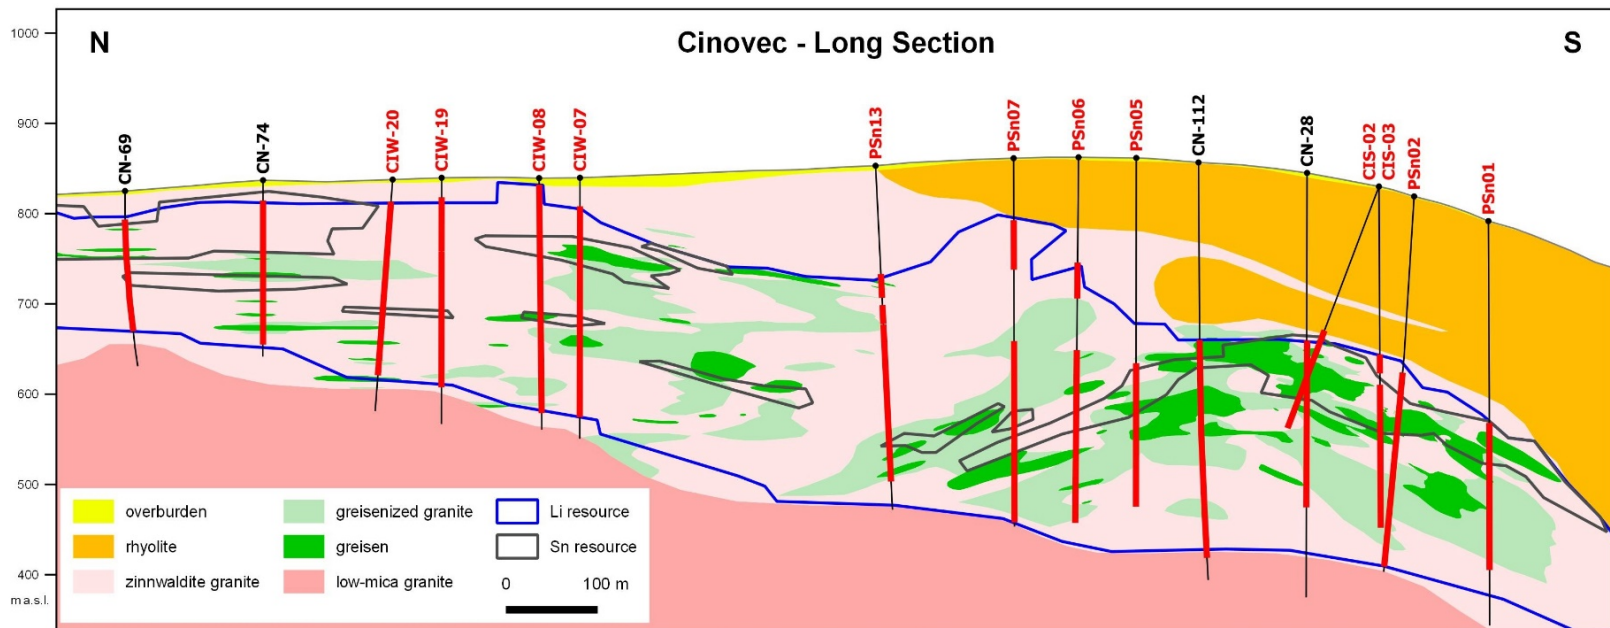 Cinovec - Long Section
N
S
1000
900
800
700
600
500
400
m a.s.l.
CN-69
CN-74
CIW-20
CIW-19
CIW-08
CIW-07
PSn13
PSn07
PSn06
PSn05
CN-112
CN-28
CIS-02
CIS-03
PSn02
PSn01
overburden
rhyolite
zinnwaldite granite
greisenized granite
greisen
low-mica granite
Li resource
Sn resource
0 100 m